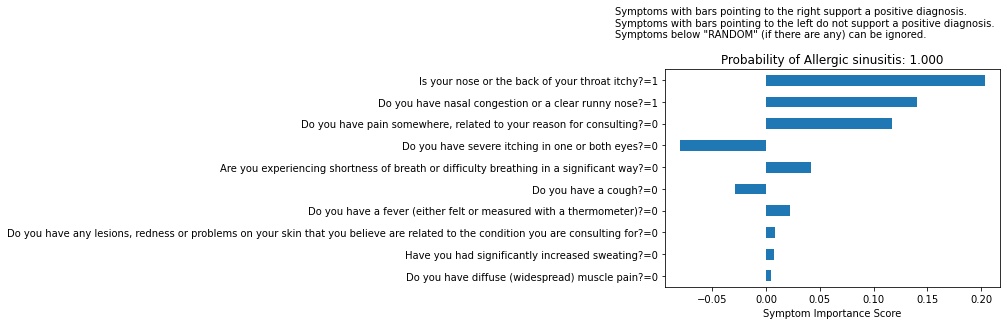 Symptoms with bars pointing to the right support a positive diagnosis.
Symptoms with bars pointing to the left do not support a positive diagnosis.
Symptoms below "RANDOM" (if there are any) can be ignored.
Probability of Allergic sinusitis: 1.000
Is your nose or the back of your throat itchy?=1
Do you have nasal congestion or a clear runny nose?=1
Do you have pain somewhere, related to your reason for consulting?=0
Do you have severe itching in one or both eyes?=0
Are you experiencing shortness of breath or difficulty breathing in a significant way?=0
Do you have a cough?=0
Do you have a fever (either felt or measured with a thermometer)?=0
Do you have any lesions, redness or problems on your skin that you believe are related to the condition you are consulting for?=0
Have you had significantly increased sweating?=0
Do you have diffuse (widespread) muscle pain?=0
−0.05 0.00 0.05 0.10 0.15 0.20
Symptom Importance Score